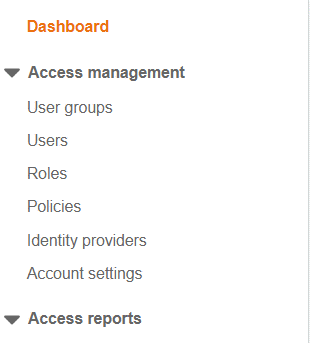 Dashboard
Access management
User groups
Users
Roles
Policies
Identity providers
Account settings
Access reports